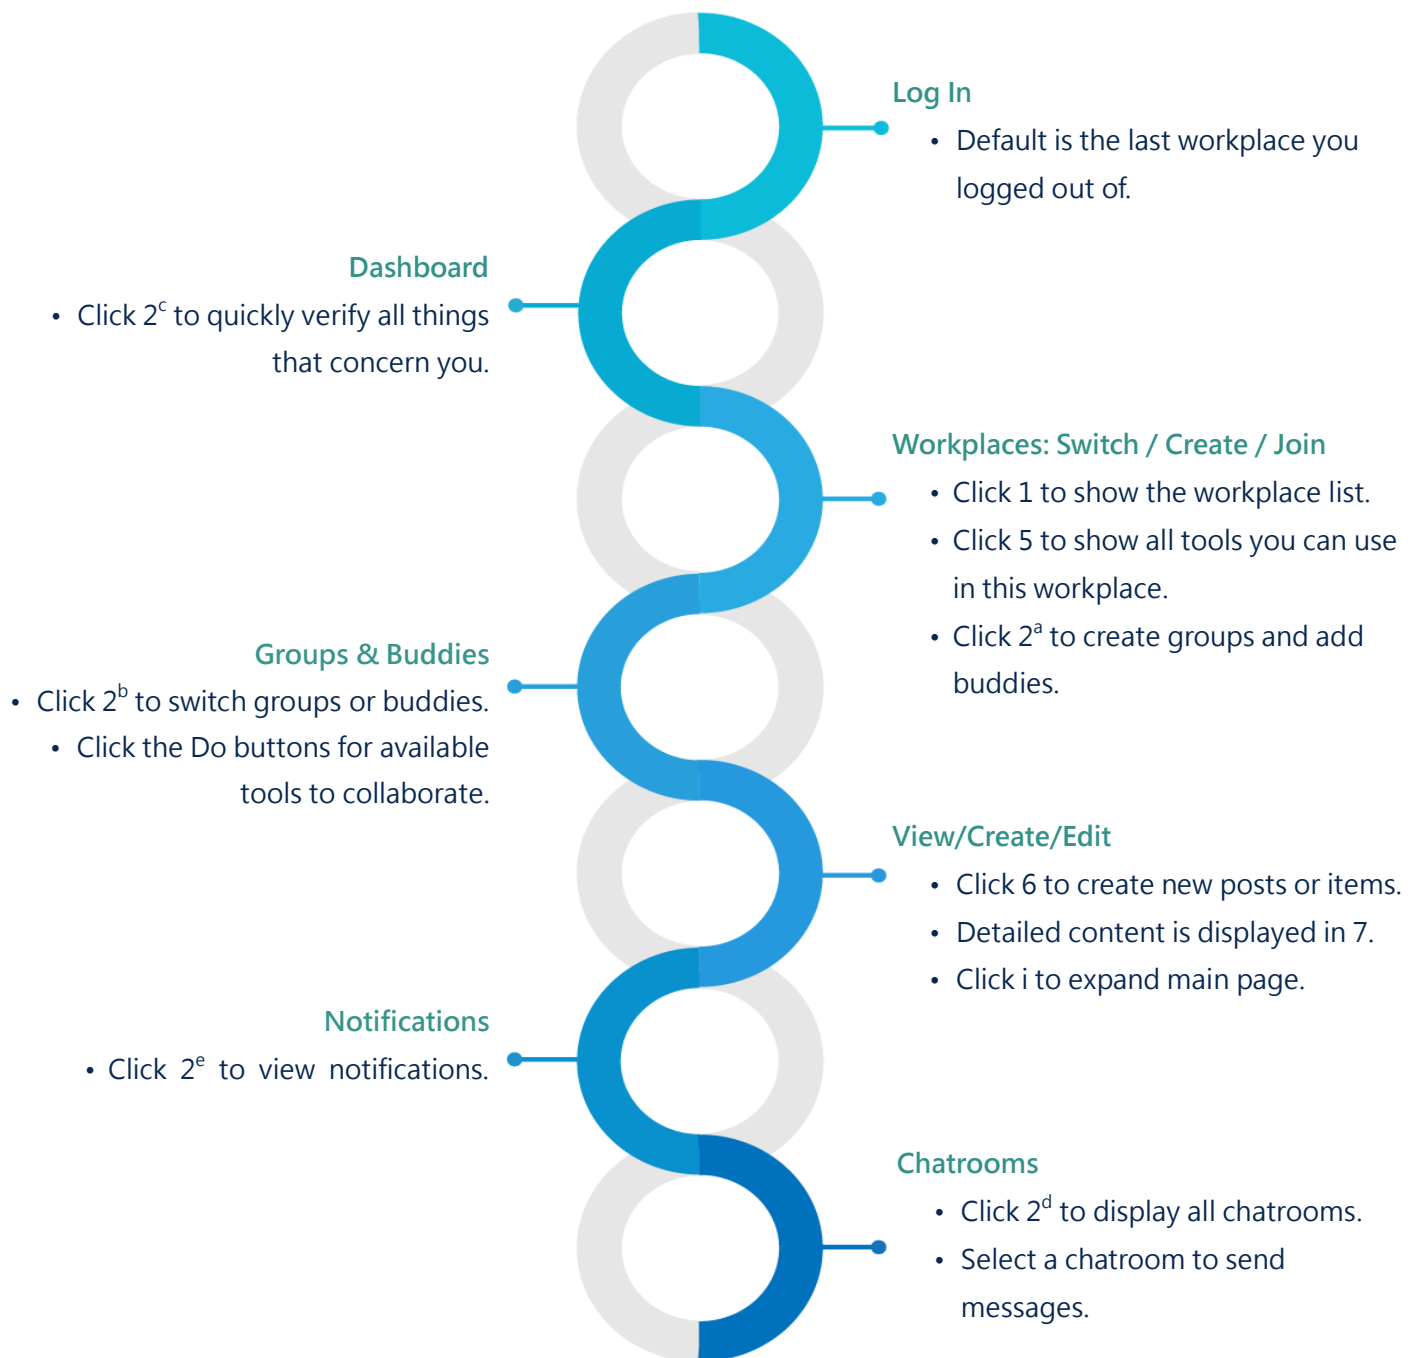 Log In
• Default is the last workplace you
logged out of.
Dashboard
• Click 2ᶜ to quickly verify all things
that concern you.
Workplaces: Switch / Create / Join
• Click 1 to show the workplace list.
• Click 5 to show all tools you can use
in this workplace.
• Click 2ᵃ to create groups and add
buddies.
Groups & Buddies
• Click 2ᵇ to switch groups or buddies.
• Click the Do buttons for available
tools to collaborate.
View/Create/Edit
• Click 6 to create new posts or items.
• Detailed content is displayed in 7.
• Click i to expand main page.
Notifications
• Click 2ᵉ to view notifications.
Chatrooms
• Click 2ᵈ to display all chatrooms.
• Select a chatroom to send
messages.